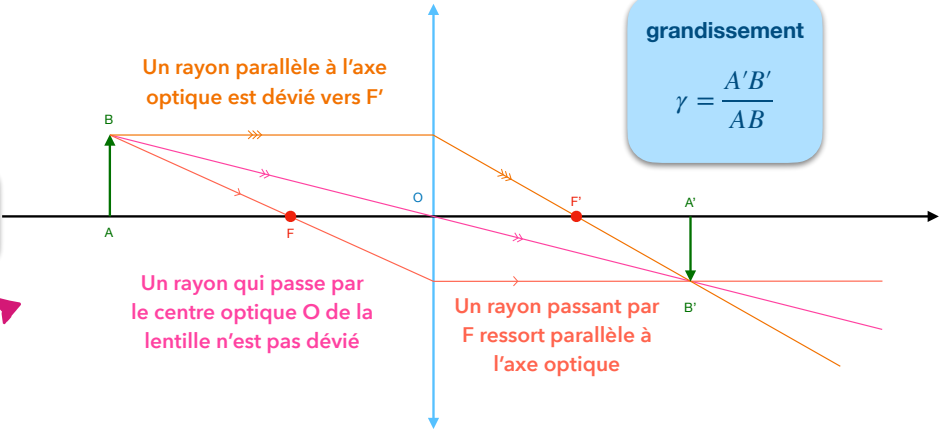 grandissement
γ = A′B′ / AB
Un rayon parallèle à l’axe
optique est dévié vers F’
B
O
F’
A’
A
F
B’
Un rayon qui passe par
le centre optique O de la
lentille n’est pas dévié
Un rayon passant par
F ressort parallèle à
l’axe optique